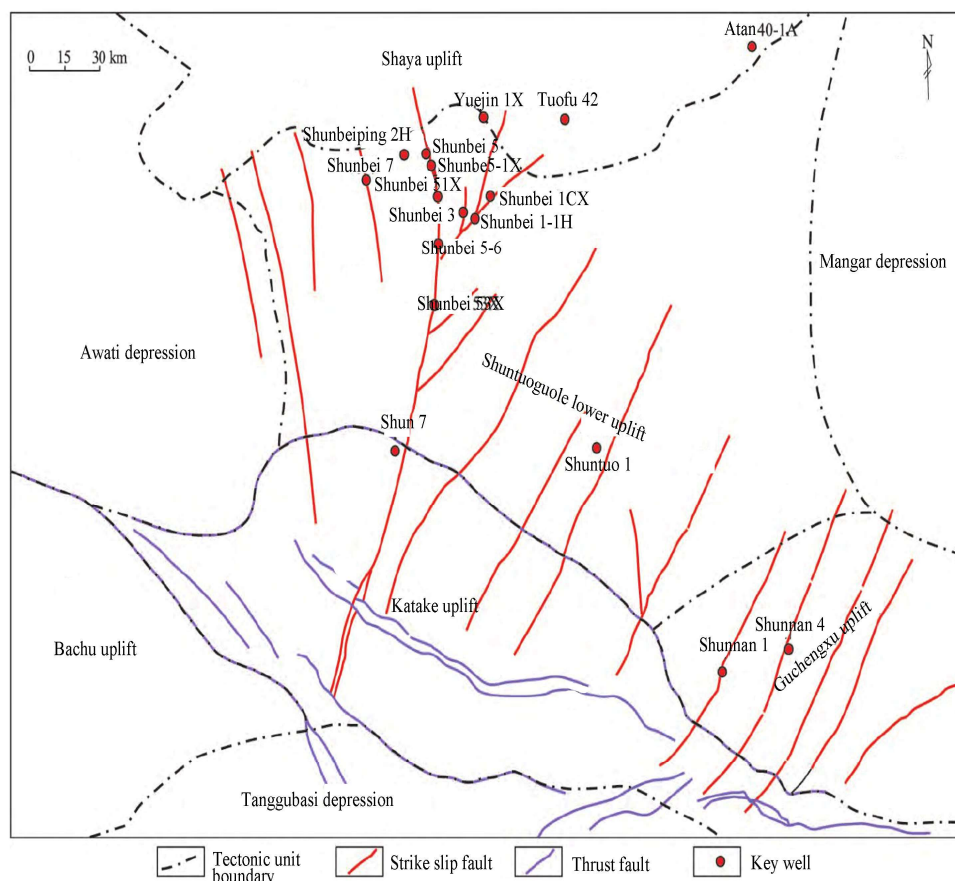 Atan 40-1A
N
0 15 30 km
Shaya uplift
Yuejin 1X
Tuofu 42
Shunbeiping 2H
Shunbei 5
Shunbei 7
Shunbe5-1X
Shunbei 51X
Shunbei 1CX
Shunbei 3
Shunbei 1-1H
Shunbei 5-6
Mangar depression
Shunbei
Awati depression
Shuntuoguole lower uplift
Shun 7
Shuntuo 1
Katake uplift
Bachu uplift
Shunnan 4
Shunnan 1
Guchengxu uplift
Tanggubasi depression
Tectonic unit
boundary
Strike slip fault
Thrust fault
Key well